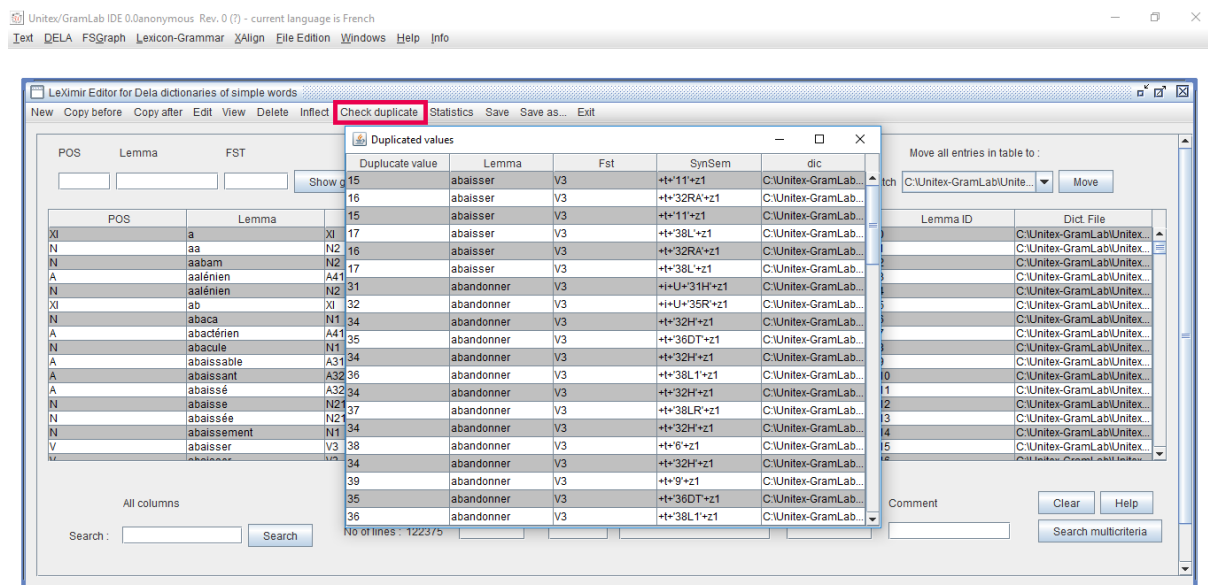 Unitex/GramLab IDE 0.0anonymous Rev. 0 (?) - current language is French
Text DELA FSGraph Lexicon-Grammar XAlign File Edition Windows Help Info
LeXimir Editor for Dela dictionaries of simple words
New Copy before Copy after Edit View Delete Inflect Check duplicate Statistics Save Save as... Exit
Duplicated values
POS Lemma FST
Move all entries in table to :
Show g
tch C:\Unitex-GramLab\Unite... Move
Duplucate value Lemma Fst SynSem dic
15 abaisser V3 +t+'11'+z1 C:\Unitex-GramLab...
16 abaisser V3 +t+'32RA'+z1 C:\Unitex-GramLab...
15 abaisser V3 +t+'11'+z1 C:\Unitex-GramLab...
17 abaisser V3 +t+'38L'+z1 C:\Unitex-GramLab...
16 abaisser V3 +t+'32RA'+z1 C:\Unitex-GramLab...
17 abaisser V3 +t+'38L'+z1 C:\Unitex-GramLab...
31 abandonner V3 +i+U+'31H'+z1 C:\Unitex-GramLab...
32 abandonner V3 +i+U+'35R'+z1 C:\Unitex-GramLab...
34 abandonner V3 +t+'32H'+z1 C:\Unitex-GramLab...
35 abandonner V3 +t+'36DT'+z1 C:\Unitex-GramLab...
34 abandonner V3 +t+'32H'+z1 C:\Unitex-GramLab...
36 abandonner V3 +t+'38L1'+z1 C:\Unitex-GramLab...
34 abandonner V3 +t+'32H'+z1 C:\Unitex-GramLab...
37 abandonner V3 +t+'38LR'+z1 C:\Unitex-GramLab...
34 abandonner V3 +t+'32H'+z1 C:\Unitex-GramLab...
38 abandonner V3 +t+'6'+z1 C:\Unitex-GramLab...
34 abandonner V3 +t+'32H'+z1 C:\Unitex-GramLab...
39 abandonner V3 +t+'9'+z1 C:\Unitex-GramLab...
35 abandonner V3 +t+'36DT'+z1 C:\Unitex-GramLab...
36 abandonner V3 +t+'38L1'+z1 C:\Unitex-GramLab...
POS Lemma Lemma ID Dict. File
XI a XI C:\Unitex-GramLab\Unitex...
N aa N2 C:\Unitex-GramLab\Unitex...
N aabam N2 C:\Unitex-GramLab\Unitex...
A aalénien A41 C:\Unitex-GramLab\Unitex...
N aalénien N2 C:\Unitex-GramLab\Unitex...
XI ab XI C:\Unitex-GramLab\Unitex...
N abaca N1 C:\Unitex-GramLab\Unitex...
A abactérien A41 C:\Unitex-GramLab\Unitex...
N abacule N1 C:\Unitex-GramLab\Unitex...
A abaissable A31 C:\Unitex-GramLab\Unitex...
A abaissant A32 10 C:\Unitex-GramLab\Unitex...
A abaissé A32 11 C:\Unitex-GramLab\Unitex...
N abaisse N21 12 C:\Unitex-GramLab\Unitex...
N abaissée N21 13 C:\Unitex-GramLab\Unitex...
N abaissement N1 14 C:\Unitex-GramLab\Unitex...
V abaisser V3 15 C:\Unitex-GramLab\Unitex...
All columns
Comment
Clear Help
Search : Search
No of lines : 122375
Search multicriteria